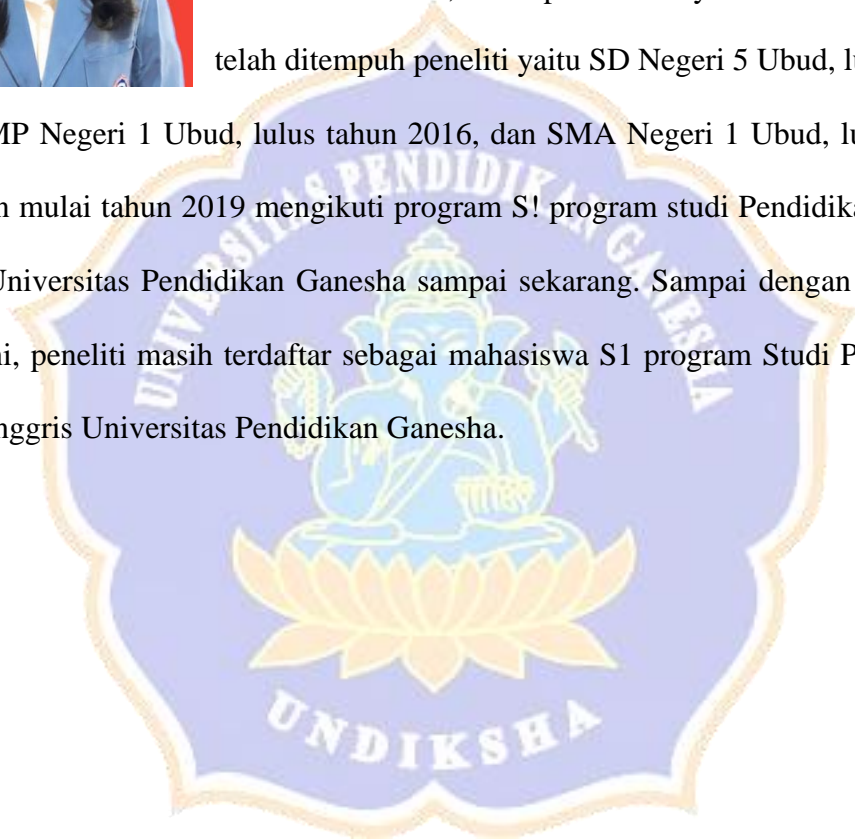 telah ditempuh peneliti yaitu SD Negeri 5 Ubud,
MP Negeri 1 Ubud, lulus tahun 2016, dan SMA Negeri 1 Ubud,
mulai tahun 2019 mengikuti program S! program studi
Universitas Pendidikan Ganesha sampai sekarang. Sampai dengan
peneliti masih terdaftar sebagai mahasiswa S1 program Studi P
nggris Universitas Pendidikan Ganesha.
UNIVERSITAS PENDIDIKAN GANESHA
UNDIKSHA